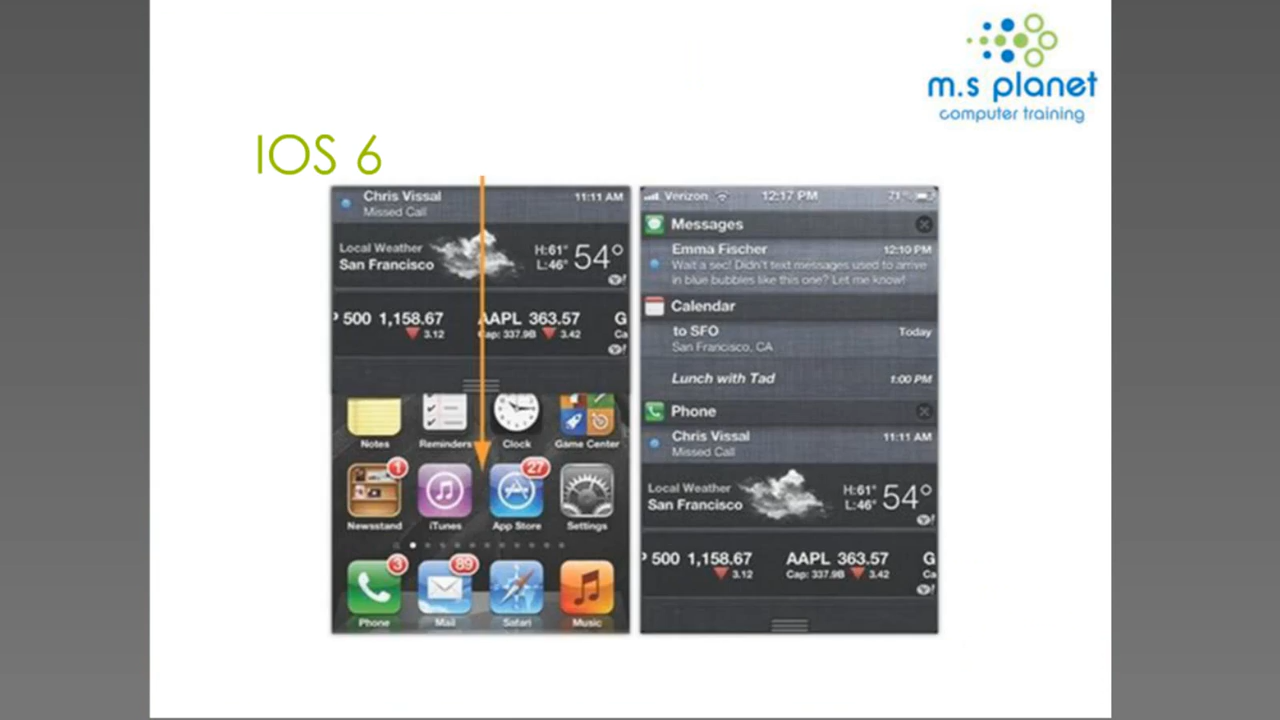 m.s planet
computer training
IOS 6
Chris Vissal 11:11 AM
Missed Call
Local Weather
San Francisco
H:61° L:46° 54°
P 500 1,158.67 AAPL 363.57 G
3.12 Cap: 337.9B 3.42 Ca
Notes Reminders Clock Game Center
1 27
Newsstand iTunes App Store Settings
3 89
Phone Mail Safari Music
Verizon 12:17 PM 71%
Messages
Emma Fischer 12:10 PM
Wait a sec! Didn't text messages used to arrive
in blue bubbles like this one? Let me know!
Calendar
to SFO Today
San Francisco, CA
Lunch with Tad 1:00 PM
Phone
Chris Vissal 11:11 AM
Missed Call
Local Weather
San Francisco
H:61° L:46° 54°
P 500 1,158.67 AAPL 363.57 G
3.12 Cap: 337.9B 3.42 Ca